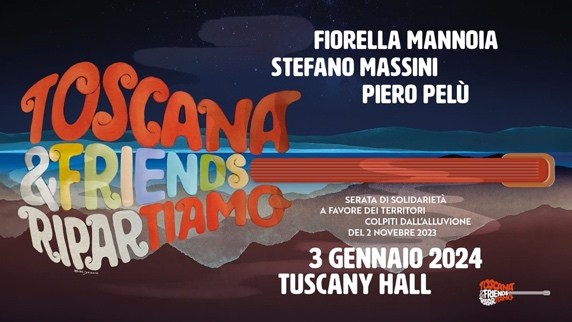 FIORELLA MANNOIA
STEFANO MASSINI
PIERO PELÙ
TOSCANA
&FRIENDS
RIPARTIAMO
SERATA DI SOLIDARIETÀ
A FAVORE DEI TERRITORI
COLPITI DALL'ALLUVIONE
DEL 2 NOVEBRE 2023
3 GENNAIO 2024
TUSCANY HALL
TOSCANA
&FRIENDS
RIPARTIAMO